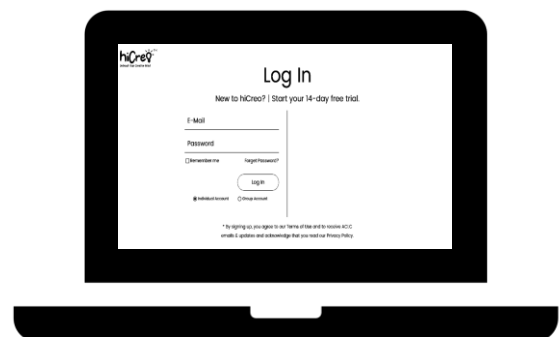 hiCreo
Log In
New to hiCreo? | Start your 14-day free trial.
E-Mail
Password
Remember me Forget Password?
Log In
Individual Account Group Account
* By signing up, you agree to our Terms of Use and to receive
emails & updates and acknowledge that you read our Privacy Policy.